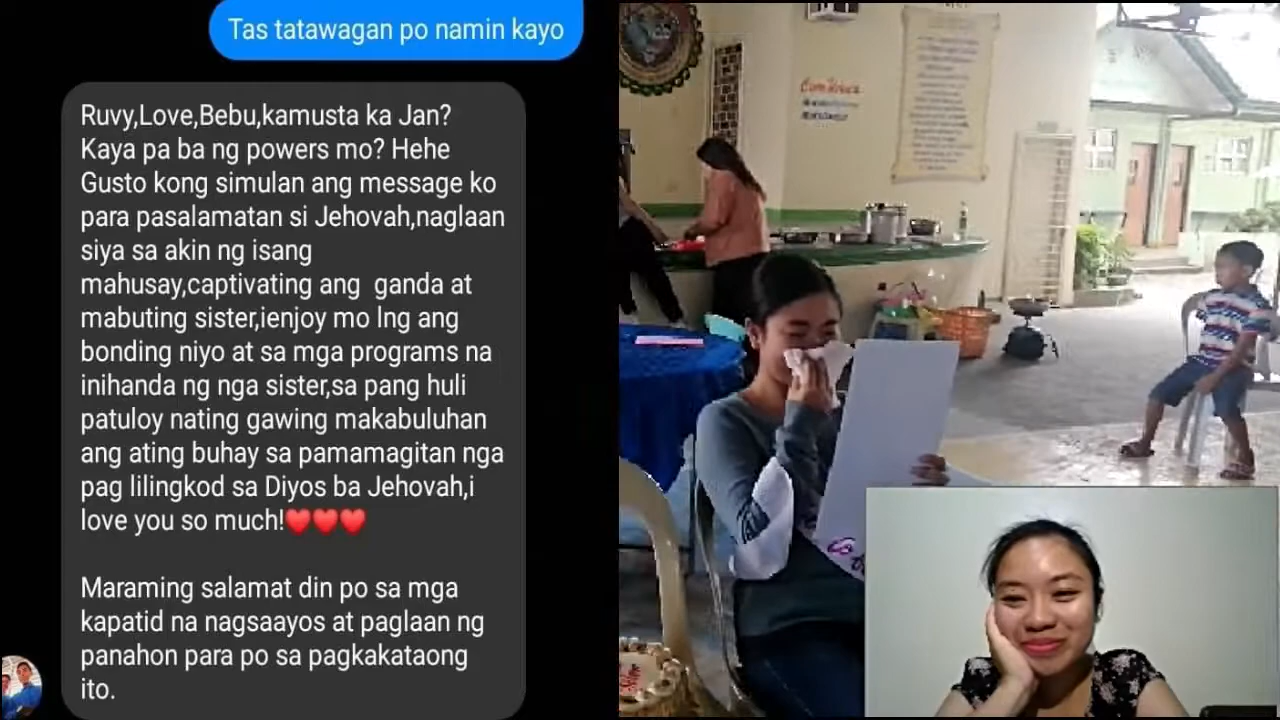 Tas tatawagan po namin kayo
Ruvy,Love,Bebu,kamusta ka Jan?
Kaya pa ba ng powers mo? Hehe
Gusto kong simulan ang message ko
para pasalamatan si Jehovah,naglaan
siya sa akin ng isang
mahusay,captivating ang  ganda at
mabuting sister,ienjoy mo lng ang
bonding niyo at sa mga programs na
inihanda ng nga sister,sa pang huli
patuloy nating gawing makabuluhan
ang ating buhay sa pamamagitan nga
pag lilingkod sa Diyos ba Jehovah,i
love you so much!❤❤❤
Maraming salamat din po sa mga
kapatid na nagsaayos at paglaan ng
panahon para po sa pagkakataong
ito.